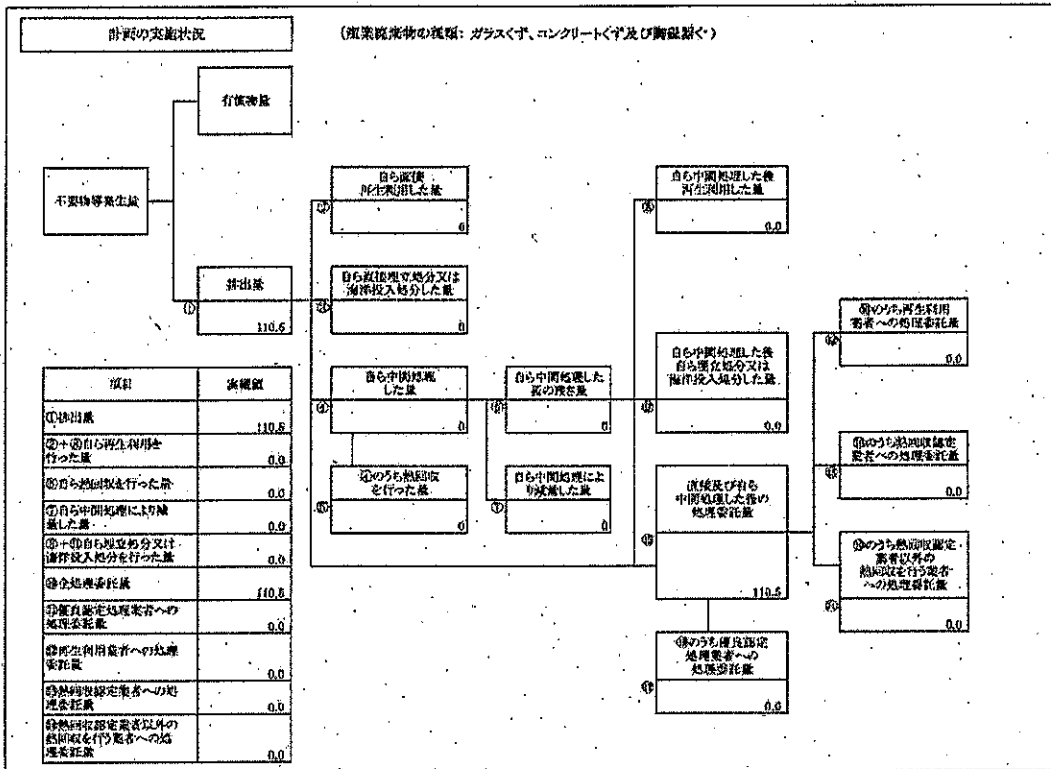 計画の実施状況
(産業廃棄物の種類: ガラスくず、コンクリートくず及び陶磁器く)
有償物量
不要物等発生量
排出量
①
110.6
自ら直接
再生利用した量
②
0
自ら直接埋立処分又は
海洋投入処分した量
③
0
自ら中間処理
した量
④
0
④のうち熱回収
を行った量
⑤
0
自ら中間処理した
後の残さ量
⑥
0
自ら中間処理によ
り減量した量
⑦
0
自ら中間処理した後
再生利用した量
⑧
0.0
自ら中間処理した後
自ら埋立処分又は
海洋投入処分した量
0.0
直接及び自ら
中間処理した後の
処理委託量
110.6
⑩のうち優良認定
処理業者への
処理委託量
0.0
⑩のうち再生利用
業者への処理委託量
0.0
⑩のうち熱回収認定
業者への処理委託量
0.0
⑩のうち熱回収認定
業者以外の
熱回収を行う業者
への処理委託量
0.0
項目 実績値
①排出量 110.6
②+⑧自ら再生利用を
行った量 0.0
⑤自ら熱回収を行った量 0.0
⑦自ら中間処理により減
量した量 0.0
③+⑨自ら埋立処分又は
海洋投入処分を行った量 0.0
⑩全処理委託量 110.6
⑪優良認定処理業者への
処理委託量 0.0
⑫再生利用業者への処理
委託量 0.0
⑬熱回収認定業者への処
理委託量 0.0
⑭熱回収認定業者以外の
熱回収を行う業者への処
理委託量 0.0